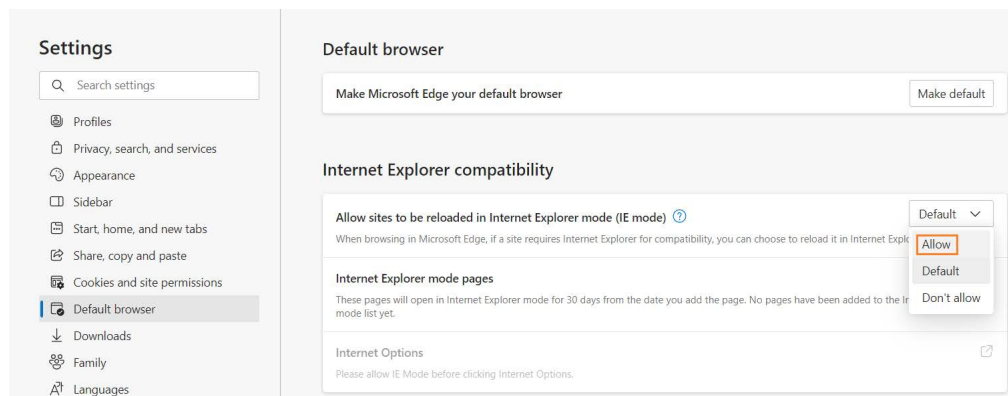 Settings
Search settings
Profiles
Privacy, search, and services
Appearance
Sidebar
Start, home, and new tabs
Share, copy and paste
Cookies and site permissions
Default browser
Downloads
Family
Languages
Default browser
Make Microsoft Edge your default browser
Make default
Internet Explorer compatibility
Allow sites to be reloaded in Internet Explorer mode (IE mode) ?
Default
When browsing in Microsoft Edge, if a site requires Internet Explorer for compatibility, you can choose to reload it in Internet Explo
Allow
Default
Don't allow
Internet Explorer mode pages
These pages will open in Internet Explorer mode for 30 days from the date you add the page. No pages have been added to the
mode list yet.
Internet Options
Please allow IE Mode before clicking Internet Options.